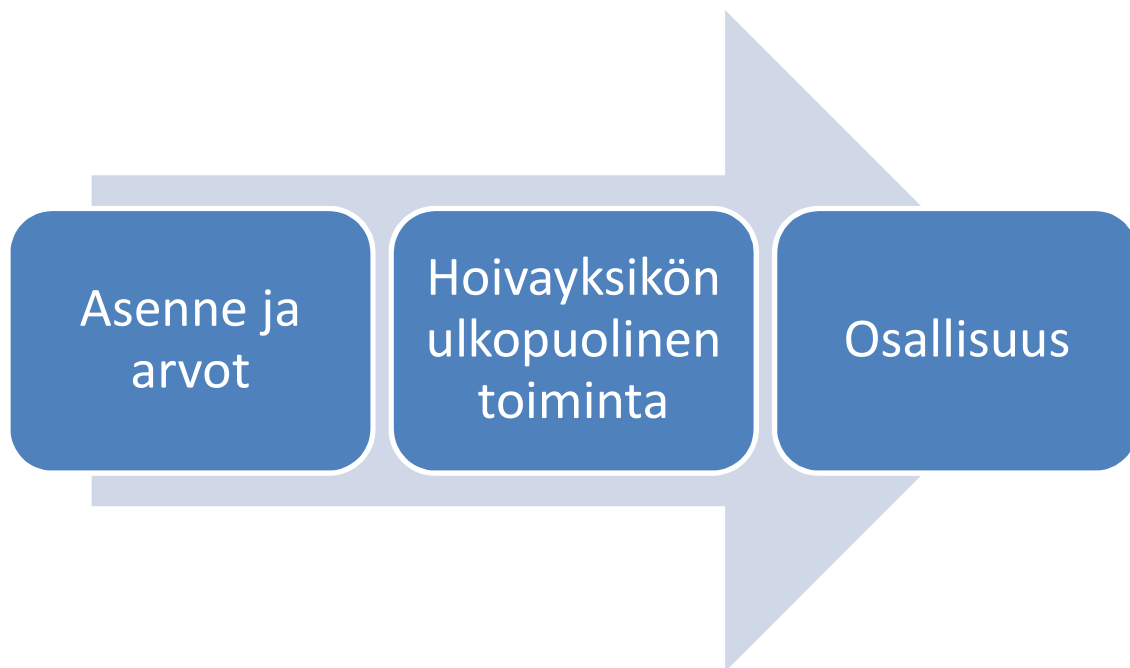 Asenne ja
arvot
Hoivayksikön
ulkopuolinen
toiminta
Osallisuus